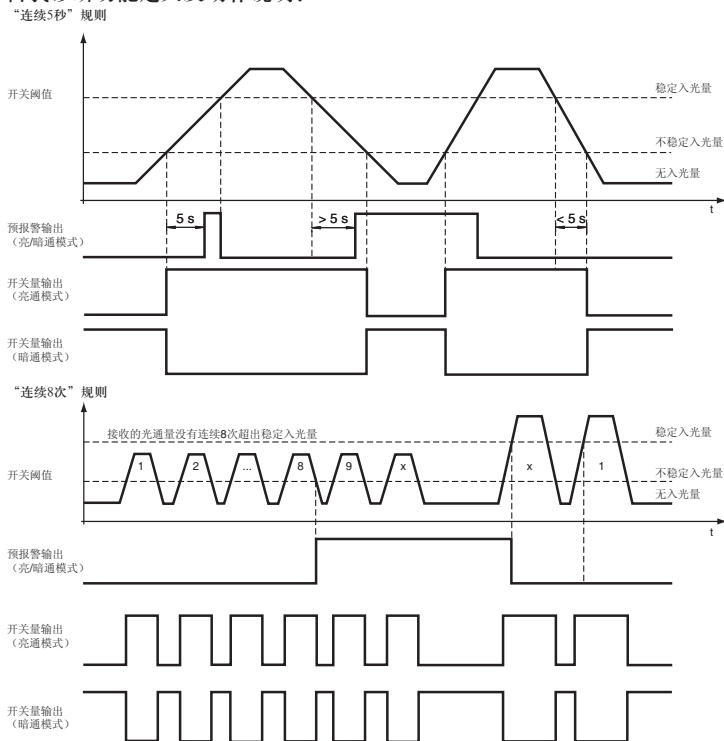 “连续5秒”规则
开关阈值
稳定入光量
不稳定入光量
无入光量
t
预报警输出
（亮/暗通模式）
5 s
> 5 s
< 5 s
开关量输出
（亮通模式）
开关量输出
（暗通模式）
“连续8次”规则
接收的光通量没有连续8次超出稳定入光量
稳定入光量
开关阈值
1
2
...
8
9
x
x
1
不稳定入光量
无入光量
t
预报警输出
（亮/暗通模式）
开关量输出
（亮通模式）
开关量输出
（暗通模式）